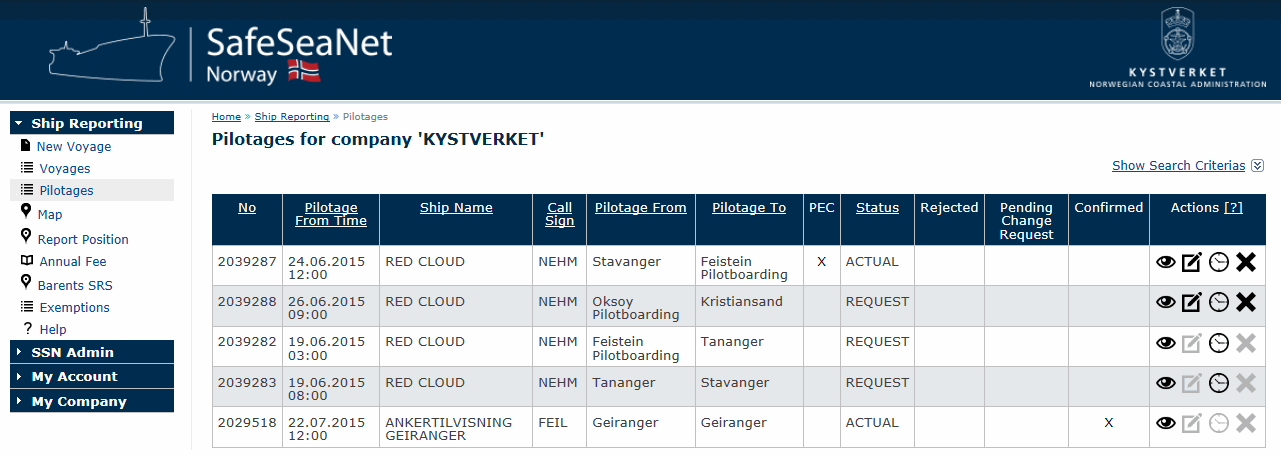 SafeSeaNet
Norway
KYSTVERKET
NORWEGIAN COASTAL ADMINISTRATION
Ship Reporting
New Voyage
Voyages
Pilotages
Map
Report Position
Annual Fee
Barents SRS
Exemptions
? Help
SSN Admin
My Account
My Company
Home » Ship Reporting » Pilotages
Pilotages for company 'KYSTVERKET'
Show Search Criterias
No Pilotage From Time Ship Name Call Sign Pilotage From Pilotage To PEC Status Rejected Pending Change Request Confirmed Actions [?]
2039287 24.06.2015 12:00 RED CLOUD NEHM Stavanger Feistein Pilotboarding X ACTUAL
2039288 26.06.2015 09:00 RED CLOUD NEHM Oksoy Pilotboarding Kristiansand REQUEST
2039282 19.06.2015 03:00 RED CLOUD NEHM Feistein Pilotboarding Tananger REQUEST
2039283 19.06.2015 08:00 RED CLOUD NEHM Tananger Stavanger REQUEST
2029518 22.07.2015 12:00 ANKERTILVISNING GEIRANGER FEIL Geiranger Geiranger ACTUAL X